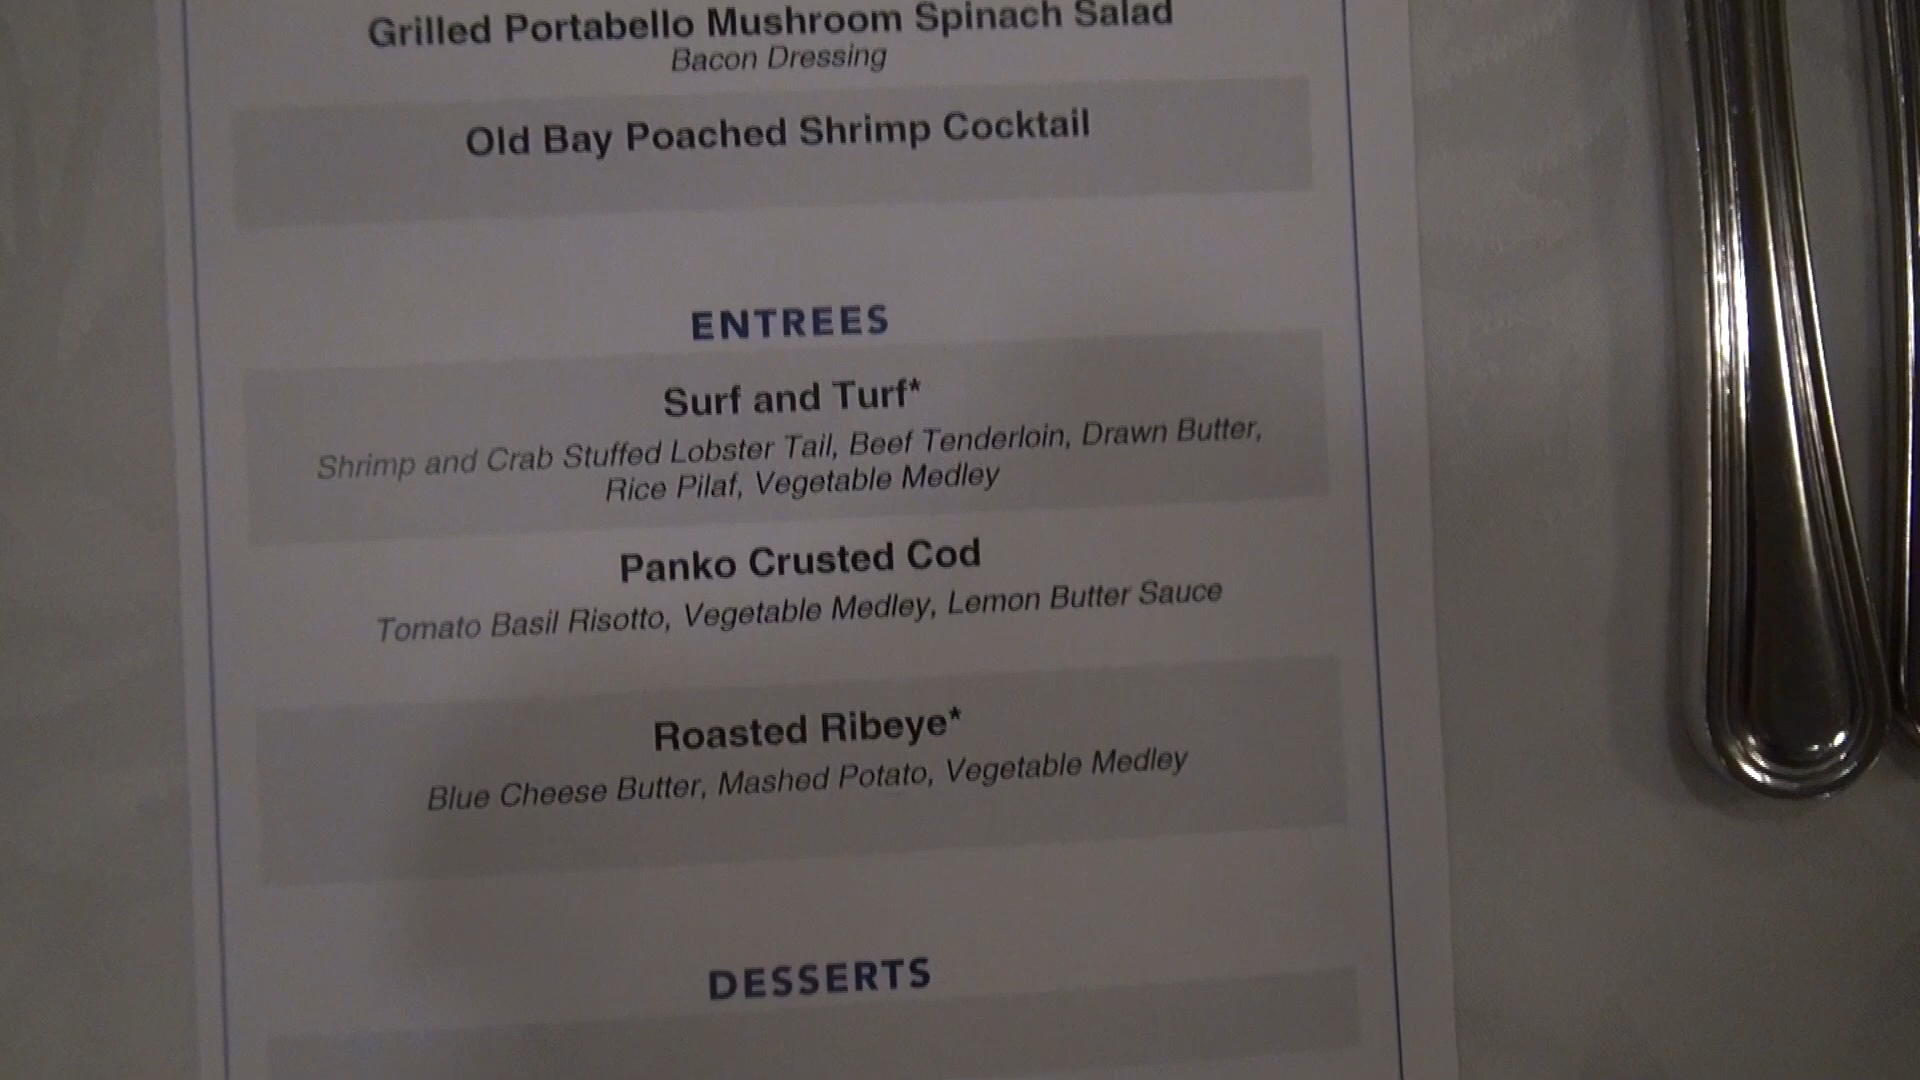 Grilled Portabello Mushroom Spinach Salad
Bacon Dressing
Old Bay Poached Shrimp Cocktail
ENTREES
Surf and Turf*
Shrimp and Crab Stuffed Lobster Tail, Beef Tenderloin, Drawn Butter,
Rice Pilaf, Vegetable Medley
Panko Crusted Cod
Tomato Basil Risotto, Vegetable Medley, Lemon Butter Sauce
Roasted Ribeye*
Blue Cheese Butter, Mashed Potato, Vegetable Medley
DESSERTS